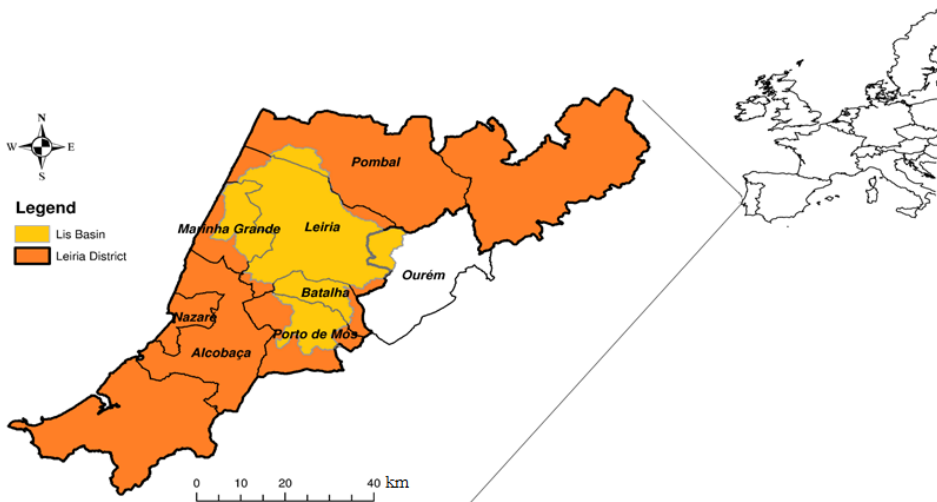 N
W E
S
Legend
Lis Basin
Leiria District
Pombal
Marinha Grande
Leiria
Ourém
Batalha
Nazaré
Porto de Mós
Alcobaça
0 10 20 40 km